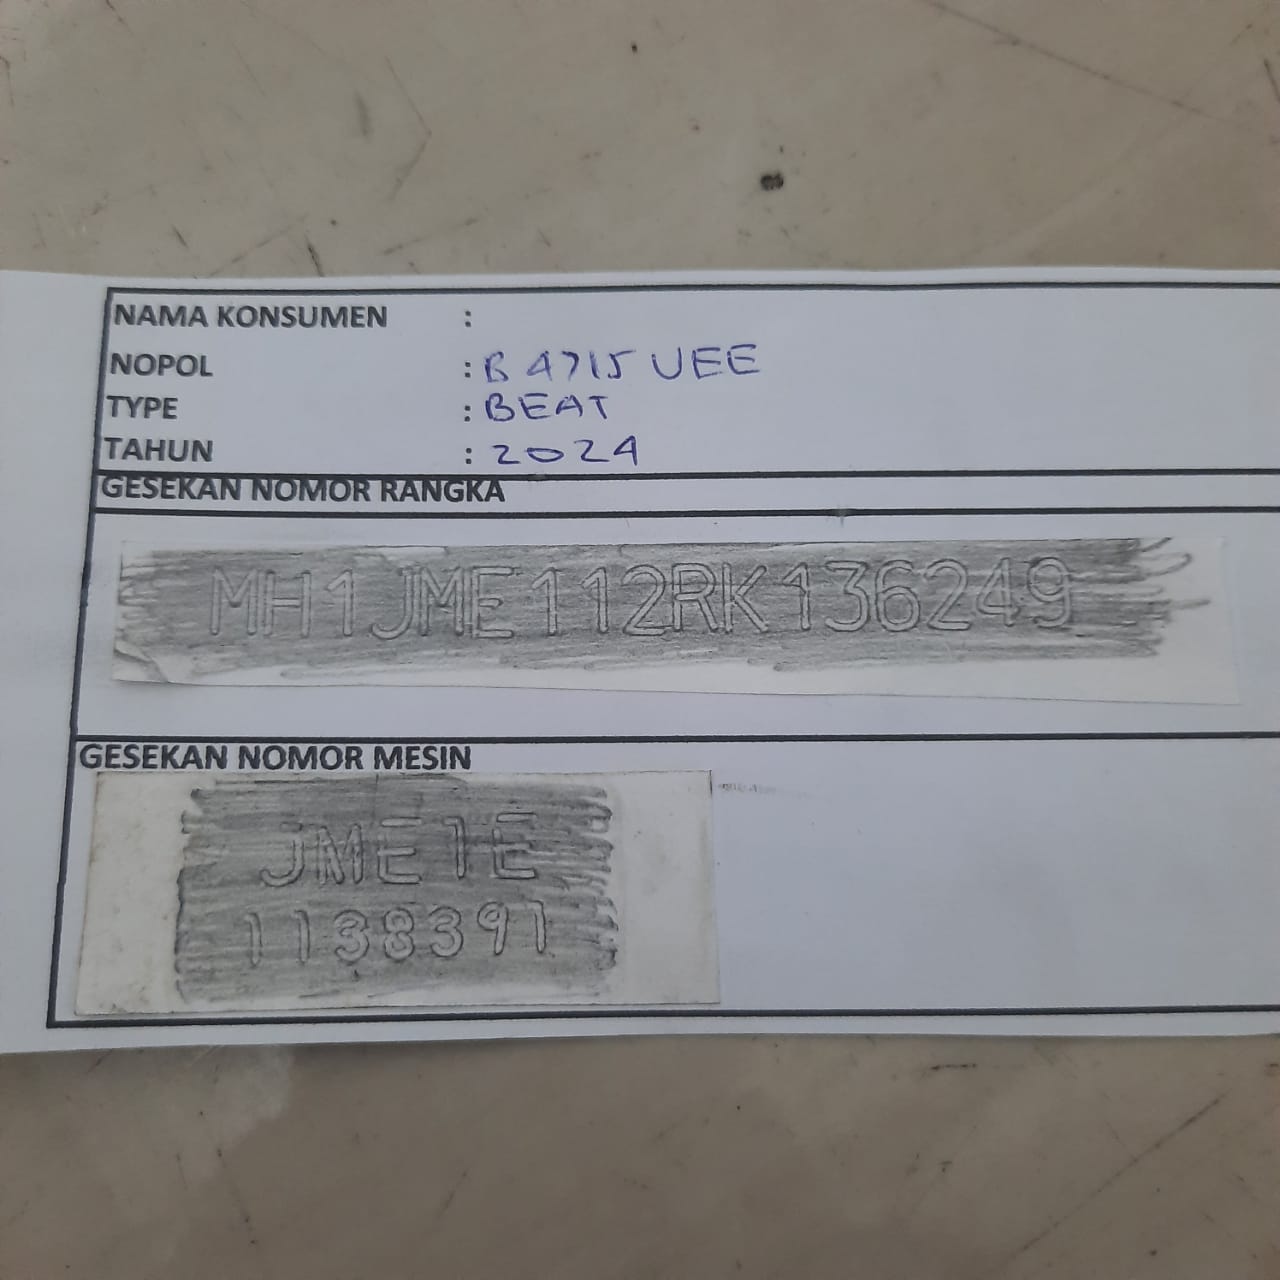 NAMA KONSUMEN :
NOPOL : B 4715 UEE
TYPE : BEAT
TAHUN : 2024
GESEKAN NOMOR RANGKA
MH1JME112RK136249
GESEKAN NOMOR MESIN
JME1E
1138391